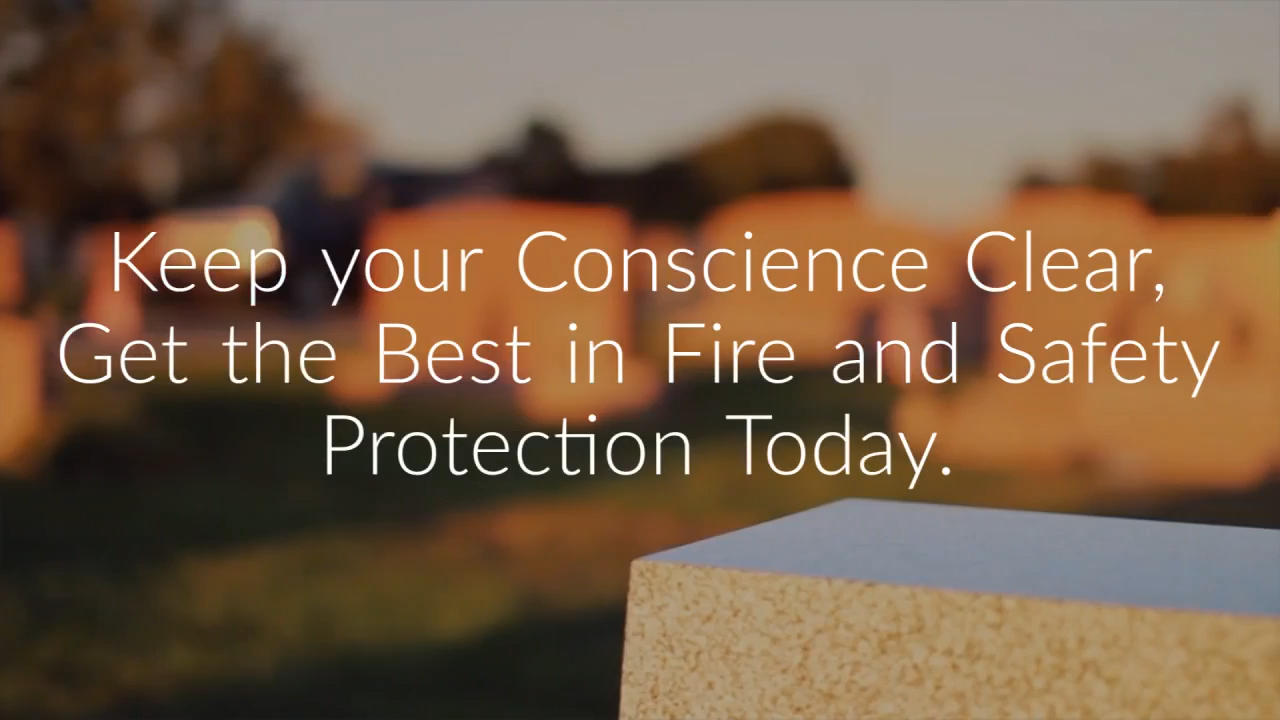 Keep your Conscience Clear,
Get the Best in Fire and Safety
Protection Today.